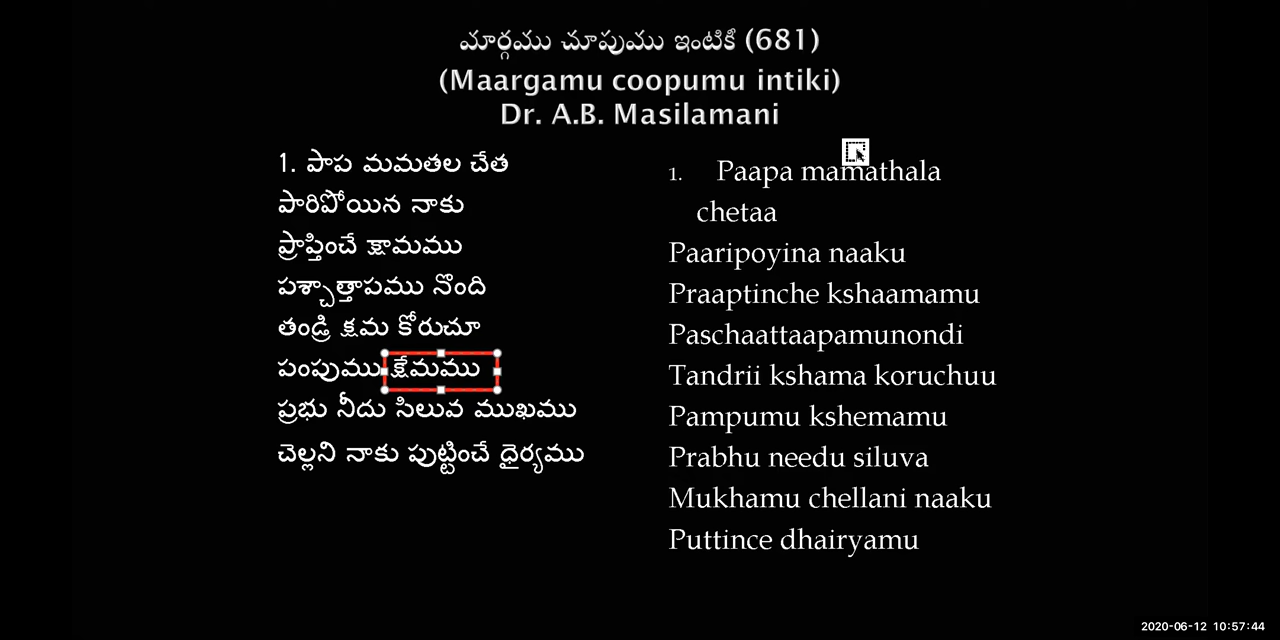 మార్గము చూపుము ఇంటికి (681)
(Maargamu coopumu intiki)
Dr. A.B. Masilamani
1. పాప మమతల చేత
పారిపోయిన నాకు
ప్రాప్తించే క్షామము
పశ్చాత్తాపము నొంది
తండ్రి క్షమ కోరుచూ
పంపుము క్షేమము
ప్రభు నీదు సిలువ ముఖము
చెల్లని నాకు పుట్టించే ధైర్యము
1. Paapa mamathala
chetaa
Paaripoyina naaku
Praaptinche kshaamamu
Paschaattaapamunondi
Tandrii kshama koruchuu
Pampumu kshemamu
Prabhu needu siluva
Mukhamu chellani naaku
Puttince dhairyamu
2020-06-12 10:57:44